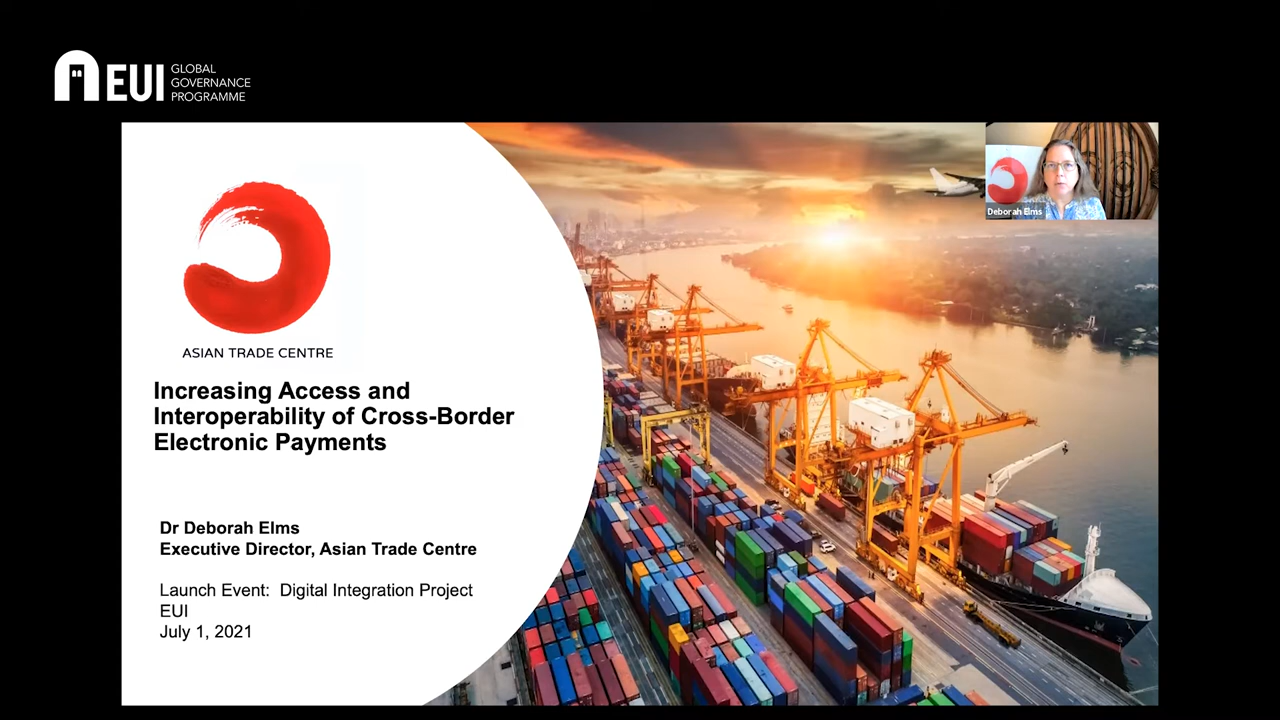 EUI
GLOBAL
GOVERNANCE
PROGRAMME
Deborah Elms
ASIAN TRADE CENTRE
Increasing Access and
Interoperability of Cross-Border
Electronic Payments
Dr Deborah Elms
Executive Director, Asian Trade Centre
Launch Event: Digital Integration Project
EUI
July 1, 2021